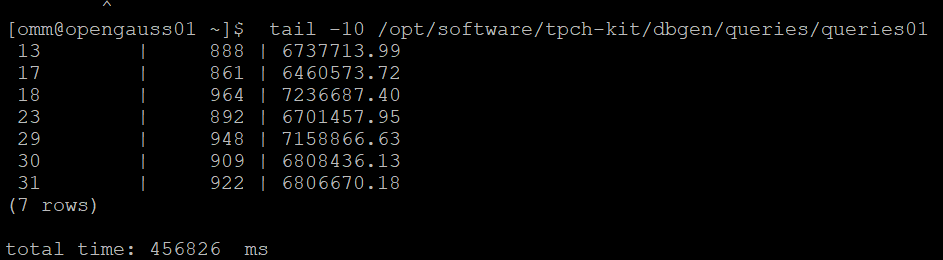 ^
[omm@opengauss01 ~]$  tail -10 /opt/software/tpch-kit/dbgen/queries/queries01
 13        |     888 | 6737713.99
 17        |     861 | 6460573.72
 18        |     964 | 7236687.40
 23        |     892 | 6701457.95
 29        |     948 | 7158866.63
 30        |     909 | 6808436.13
 31        |     922 | 6806670.18
(7 rows)
total time: 456826  ms